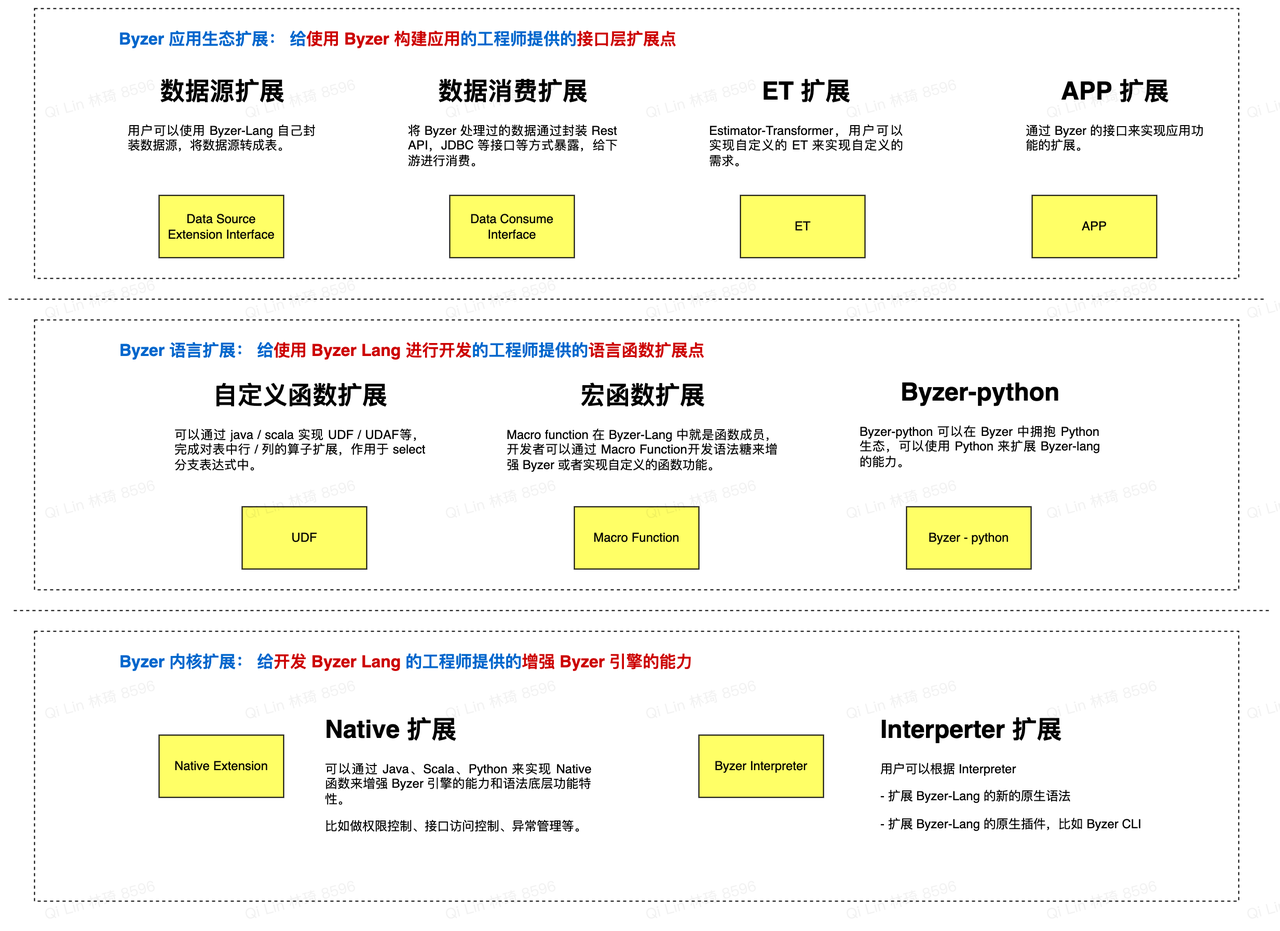 Byzer 应用生态扩展： 给使用 Byzer 构建应用的工程师提供的接口层扩展点
数据源扩展
用户可以使用 Byzer-Lang 自己封
装数据源，将数据源转成表。
Data Source
Extension Interface
数据消费扩展
将 Byzer 处理过的数据通过封装 Rest
API，JDBC 等接口等方式暴露，给下
游进行消费。
Data Consume
Interface
ET 扩展
Estimator-Transformer，用户可以
实现自定义的 ET 来实现自定义的
需求。
ET
APP 扩展
通过 Byzer 的接口来实现应用功
能的扩展。
APP
Byzer 语言扩展： 给使用 Byzer Lang 进行开发的工程师提供的语言函数扩展点
自定义函数扩展
可以通过 java / scala 实现 UDF / UDAF等，
完成对表中行 / 列的算子扩展，作用于 select
分支表达式中。
UDF
宏函数扩展
Macro function 在 Byzer-Lang 中就是函数成员，
开发者可以通过 Macro Function开发语法糖来增
强 Byzer 或者实现自定义的函数功能。
Macro Function
Byzer-python
Byzer-python 可以在 Byzer 中拥抱 Python
生态，可以使用 Python 来扩展 Byzer-lang
的能力。
Byzer - python
Byzer 内核扩展： 给开发 Byzer Lang 的工程师提供的增强 Byzer 引擎的能力
Native Extension
Native 扩展
可以通过 Java、Scala、Python 来实现 Native
函数来增强 Byzer 引擎的能力和语法底层功能特
性。
比如做权限控制、接口访问控制、异常管理等。
Byzer Interpreter
Interperter 扩展
用户可以根据 Interpreter
- 扩展 Byzer-Lang 的新的原生语法
- 扩展 Byzer-Lang 的原生插件，比如 Byzer CLI
Qi Lin 林琦 8596